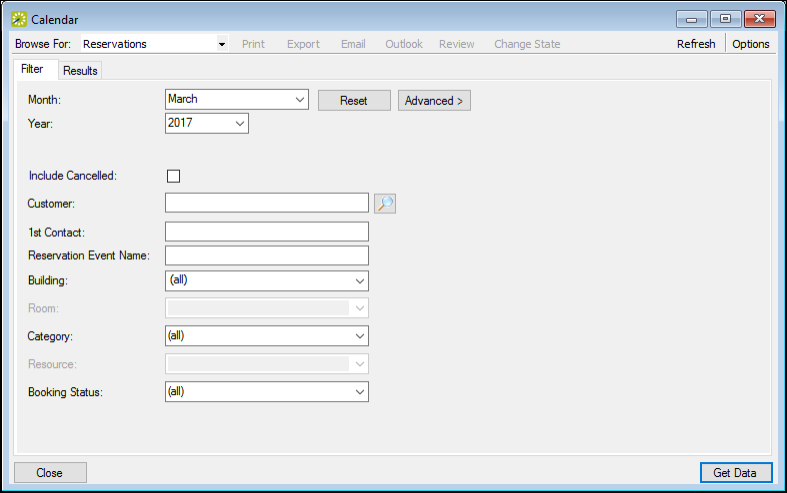 Calendar
Browse For: Reservations Print Export Email Outlook Review Change State Refresh Options
Filter Results
Month: March Reset Advanced >
Year: 2017
Include Cancelled:
Customer:
1st Contact:
Reservation Event Name:
Building: (all)
Room:
Category: (all)
Resource:
Booking Status: (all)
Close Get Data